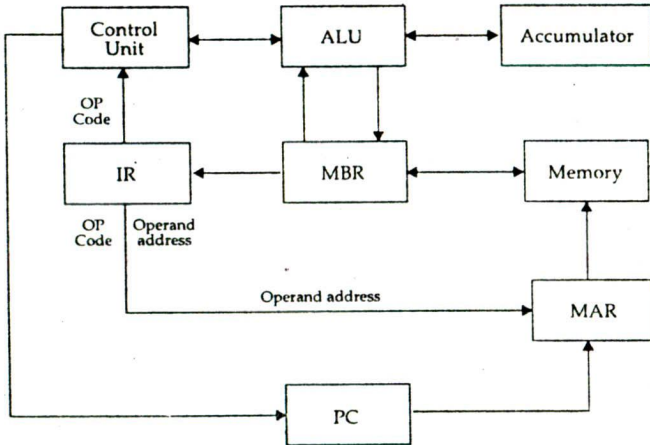 Control
Unit
ALU
Accumulator
OP
Code
IR
MBR
Memory
OP
Code
Operand
address
Operand address
MAR
PC